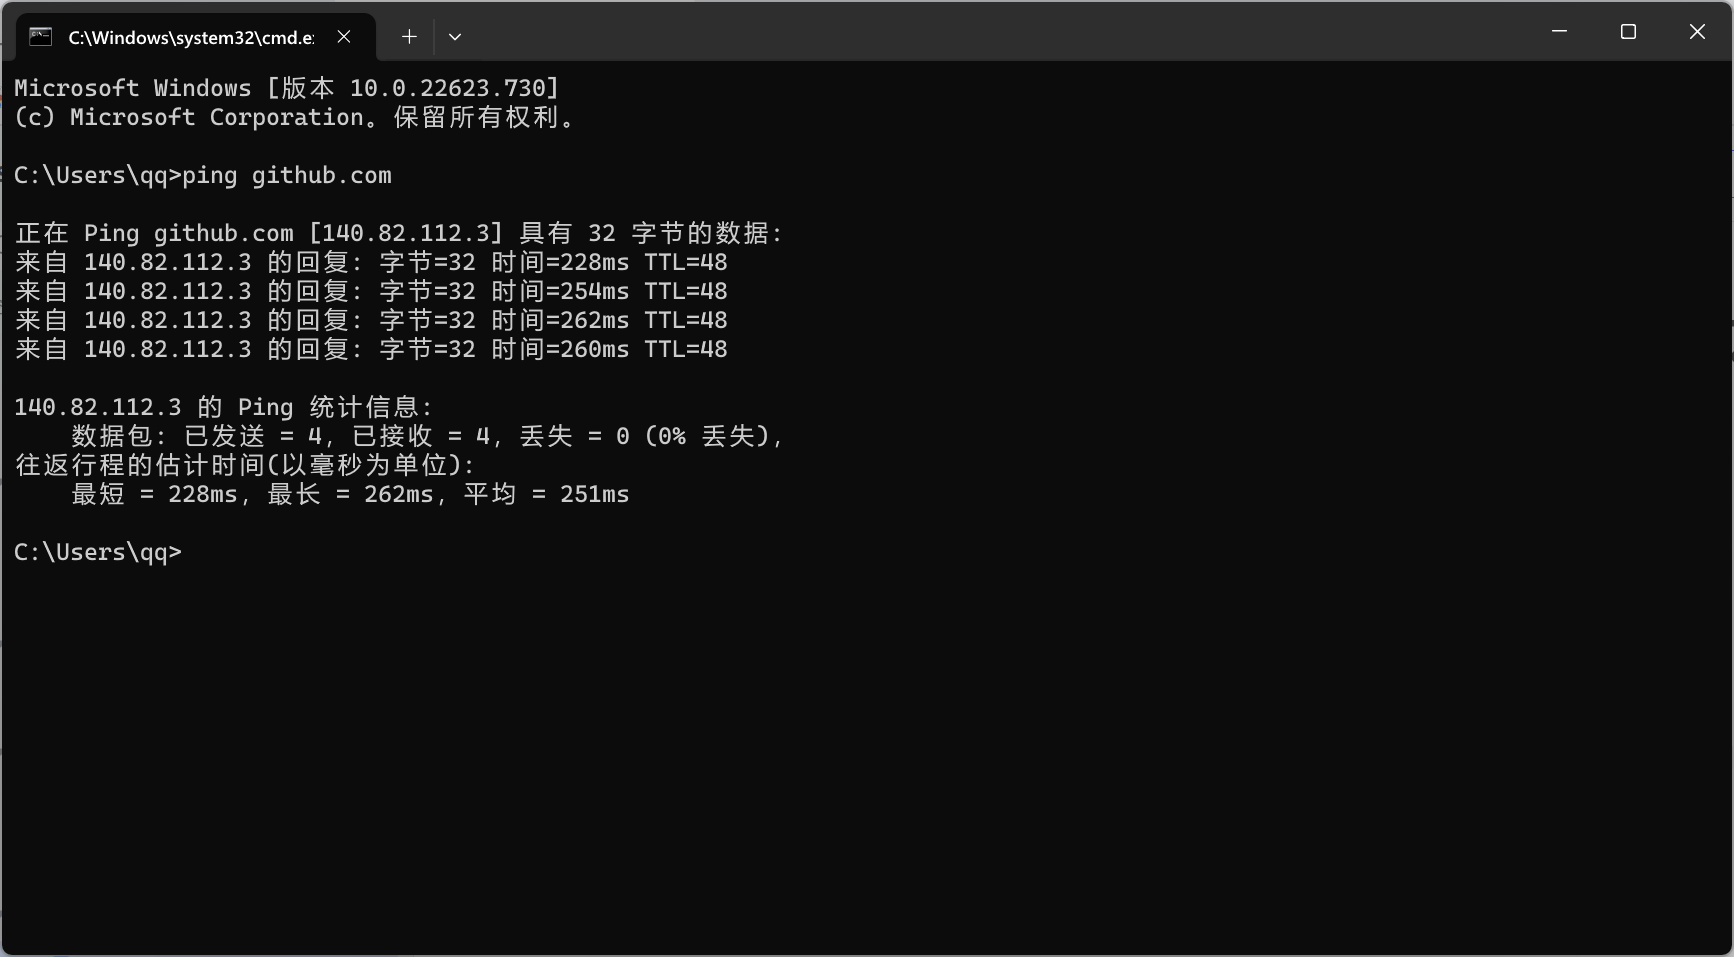 C:\Windows\system32\cmd.e
Microsoft Windows [版本 10.0.22623.730]
(c) Microsoft Corporation。保留所有权利。
C:\Users\qq>ping github.com
正在 Ping github.com [140.82.112.3] 具有 32 字节的数据:
来自 140.82.112.3 的回复: 字节=32 时间=228ms TTL=48
来自 140.82.112.3 的回复: 字节=32 时间=254ms TTL=48
来自 140.82.112.3 的回复: 字节=32 时间=262ms TTL=48
来自 140.82.112.3 的回复: 字节=32 时间=260ms TTL=48
140.82.112.3 的 Ping 统计信息:
    数据包: 已发送 = 4, 已接收 = 4, 丢失 = 0 (0% 丢失),
往返行程的估计时间(以毫秒为单位):
    最短 = 228ms, 最长 = 262ms, 平均 = 251ms
C:\Users\qq>